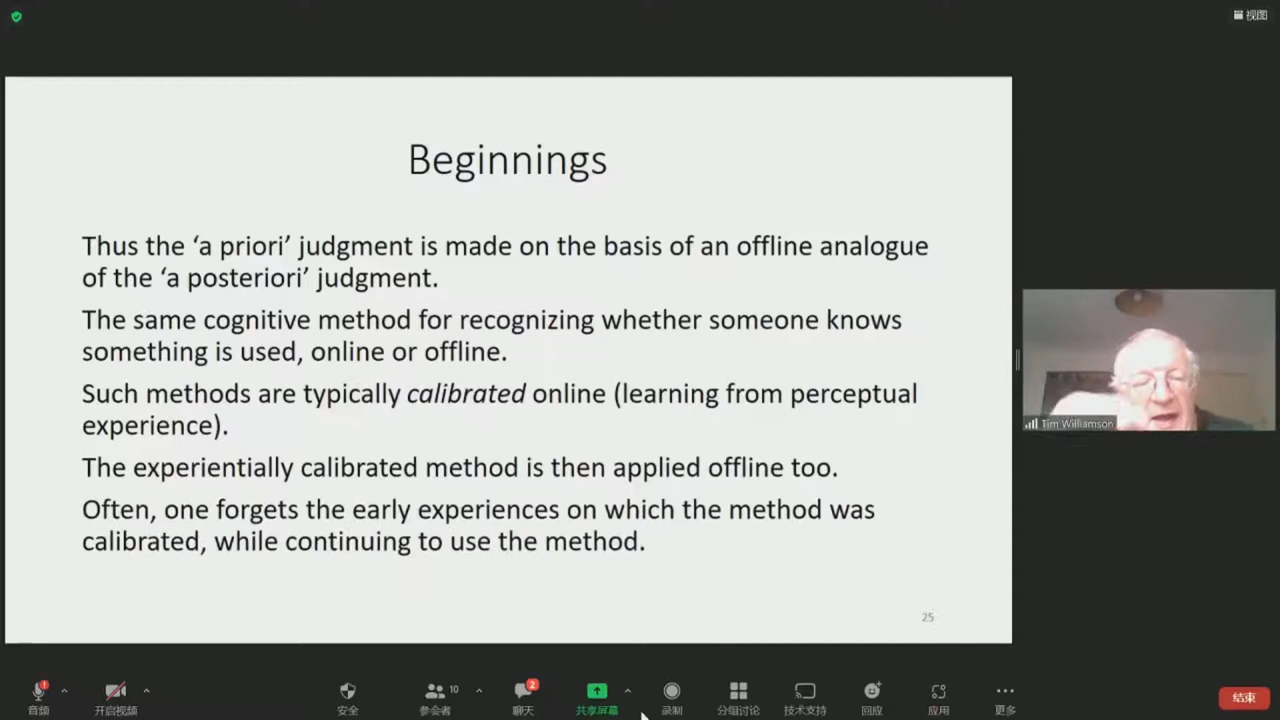 视图
Beginnings
Thus the ‘a priori’ judgment is made on the basis of an offline analogue
of the ‘a posteriori’ judgment.
The same cognitive method for recognizing whether someone knows
something is used, online or offline.
Such methods are typically calibrated online (learning from perceptual
experience).
The experientially calibrated method is then applied offline too.
Often, one forgets the early experiences on which the method was
calibrated, while continuing to use the method.
25
Tim Williamson
音频
开启视频
安全
10
参会者
2
聊天
共享屏幕
录制
分组讨论
技术支持
回应
应用
更多
结束